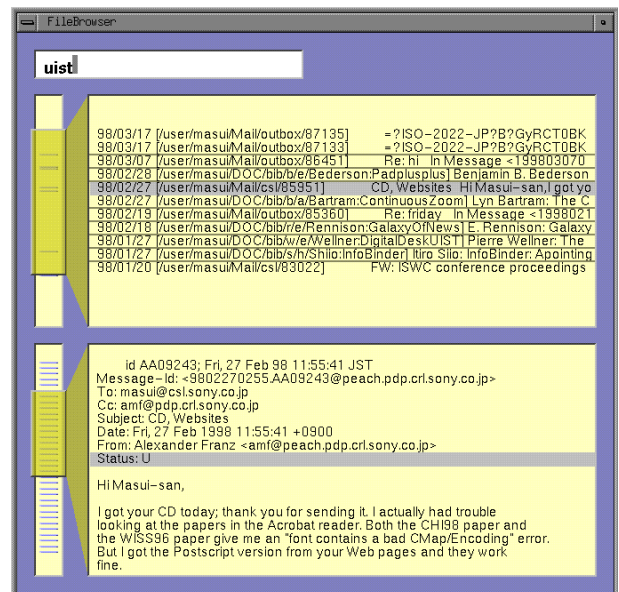 FileBrowser
uist
98/03/17 [/user/masui/Mail/outbox/87135] =?ISO-2022-JP?B?GyRCT0BK
98/03/17 [/user/masui/Mail/outbox/87133] =?ISO-2022-JP?B?GyRCT0BK
98/03/07 [/user/masui/Mail/outbox/86451] Re: hi In Message <199803070
98/02/28 [/user/masui/DOC/bib/b/e/Bederson:Padplusplus] Benjamin B. Bederson
98/02/27 [/user/masui/Mail/csl/85951] CD, Websites Hi Masui-san,I got yo
98/02/27 [/user/masui/DOC/bib/b/a/Bartram:ContinuousZoom] Lyn Bartram: The C
98/02/19 [/user/masui/Mail/outbox/85360] Re: friday In Message <1998021
98/02/18 [/user/masui/DOC/bib/r/e/Rennison:GalaxyOfNews] E. Rennison: Galaxy
98/01/27 [/user/masui/DOC/bib/w/e/Wellner:DigitalDeskUIST] Pierre Wellner: The
98/01/27 [/user/masui/DOC/bib/s/h/Shiio:InfoBinder] Itiro Siio: InfoBinder: Apointing
98/01/20 [/user/masui/Mail/csl/83022] FW: ISWC conference proceedings
id AA09243; Fri, 27 Feb 98 11:55:41 JST
Message-Id: <9802270255.AA09243@peach.pdp.crl.sony.co.jp>
To: masui@csl.sony.co.jp
Cc: amf@pdp.crl.sony.co.jp
Subject: CD, Websites
Date: Fri, 27 Feb 1998 11:55:41 +0900
From: Alexander Franz <amf@peach.pdp.crl.sony.co.jp>
Status: U
Hi Masui-san,
I got your CD today; thank you for sending it. I actually had trouble
looking at the papers in the Acrobat reader. Both the CHI98 paper and
the WISS96 paper give me an "font contains a bad CMap/Encoding" error.
But I got the Postscript version from your Web pages and they work
fine.